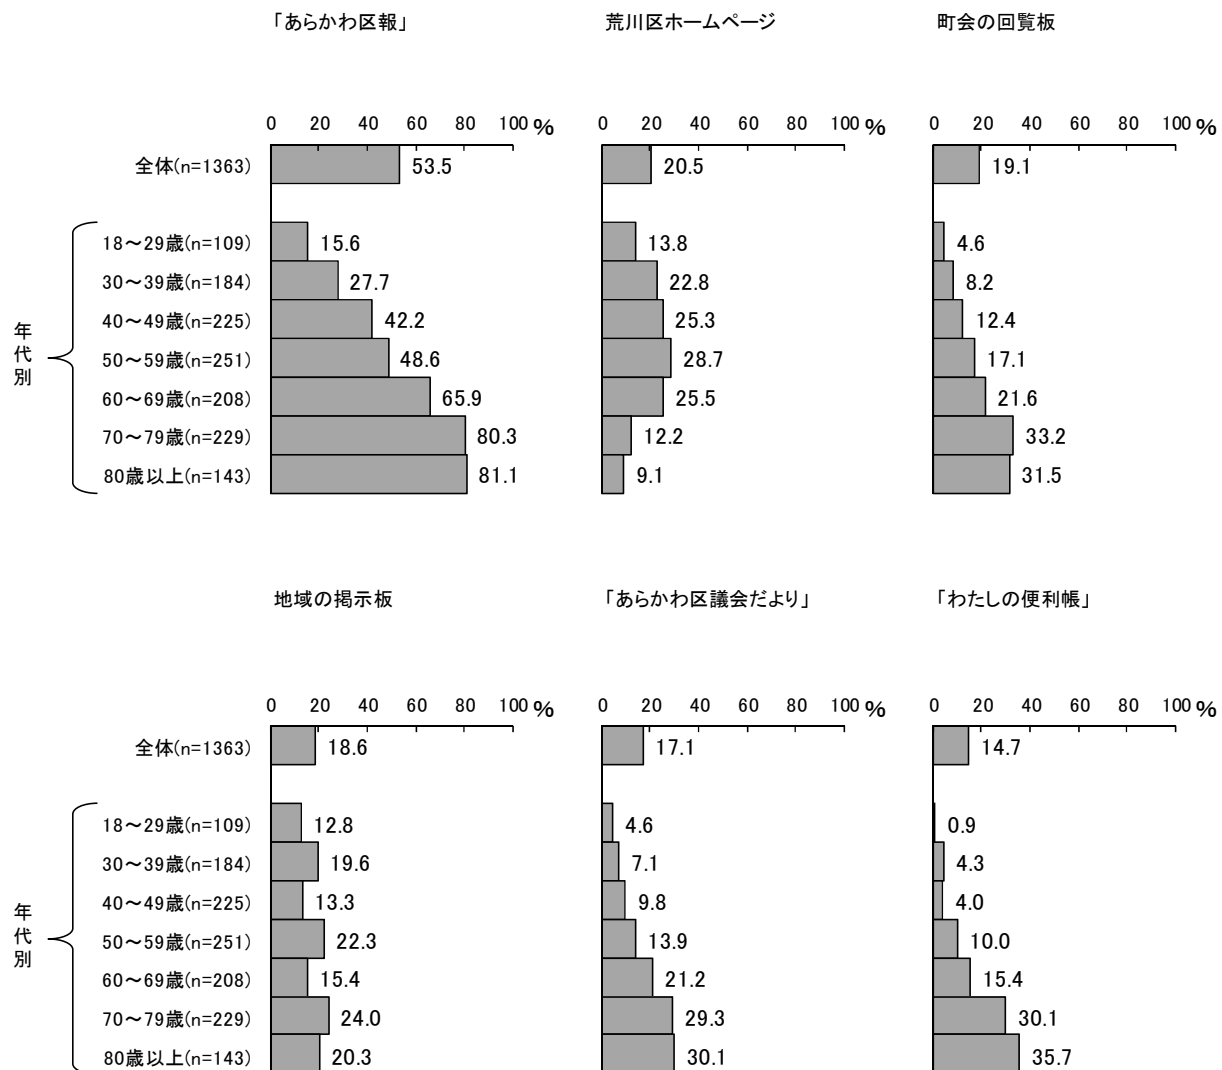 「あらかわ区報」 荒川区ホームページ 町会の回覧板
0 20 40 60 80 100 % 0 20 40 60 80 100 % 0 20 40 60 80 100 %
全体(n=1363) 53.5 20.5 19.1
18～29歳(n=109) 15.6 13.8 4.6
30～39歳(n=184) 27.7 22.8 8.2
40～49歳(n=225) 42.2 25.3 12.4
年代別
50～59歳(n=251) 48.6 28.7 17.1
60～69歳(n=208) 65.9 25.5 21.6
70～79歳(n=229) 80.3 12.2 33.2
80歳以上(n=143) 81.1 9.1 31.5
地域の掲示板 「あらかわ区議会だより」 「わたしの便利帳」
0 20 40 60 80 100 % 0 20 40 60 80 100 % 0 20 40 60 80 100 %
全体(n=1363) 18.6 17.1 14.7
18～29歳(n=109) 12.8 4.6 0.9
30～39歳(n=184) 19.6 7.1 4.3
40～49歳(n=225) 13.3 9.8 4.0
年代別
50～59歳(n=251) 22.3 13.9 10.0
60～69歳(n=208) 15.4 21.2 15.4
70～79歳(n=229) 24.0 29.3 30.1
80歳以上(n=143) 20.3 30.1 35.7